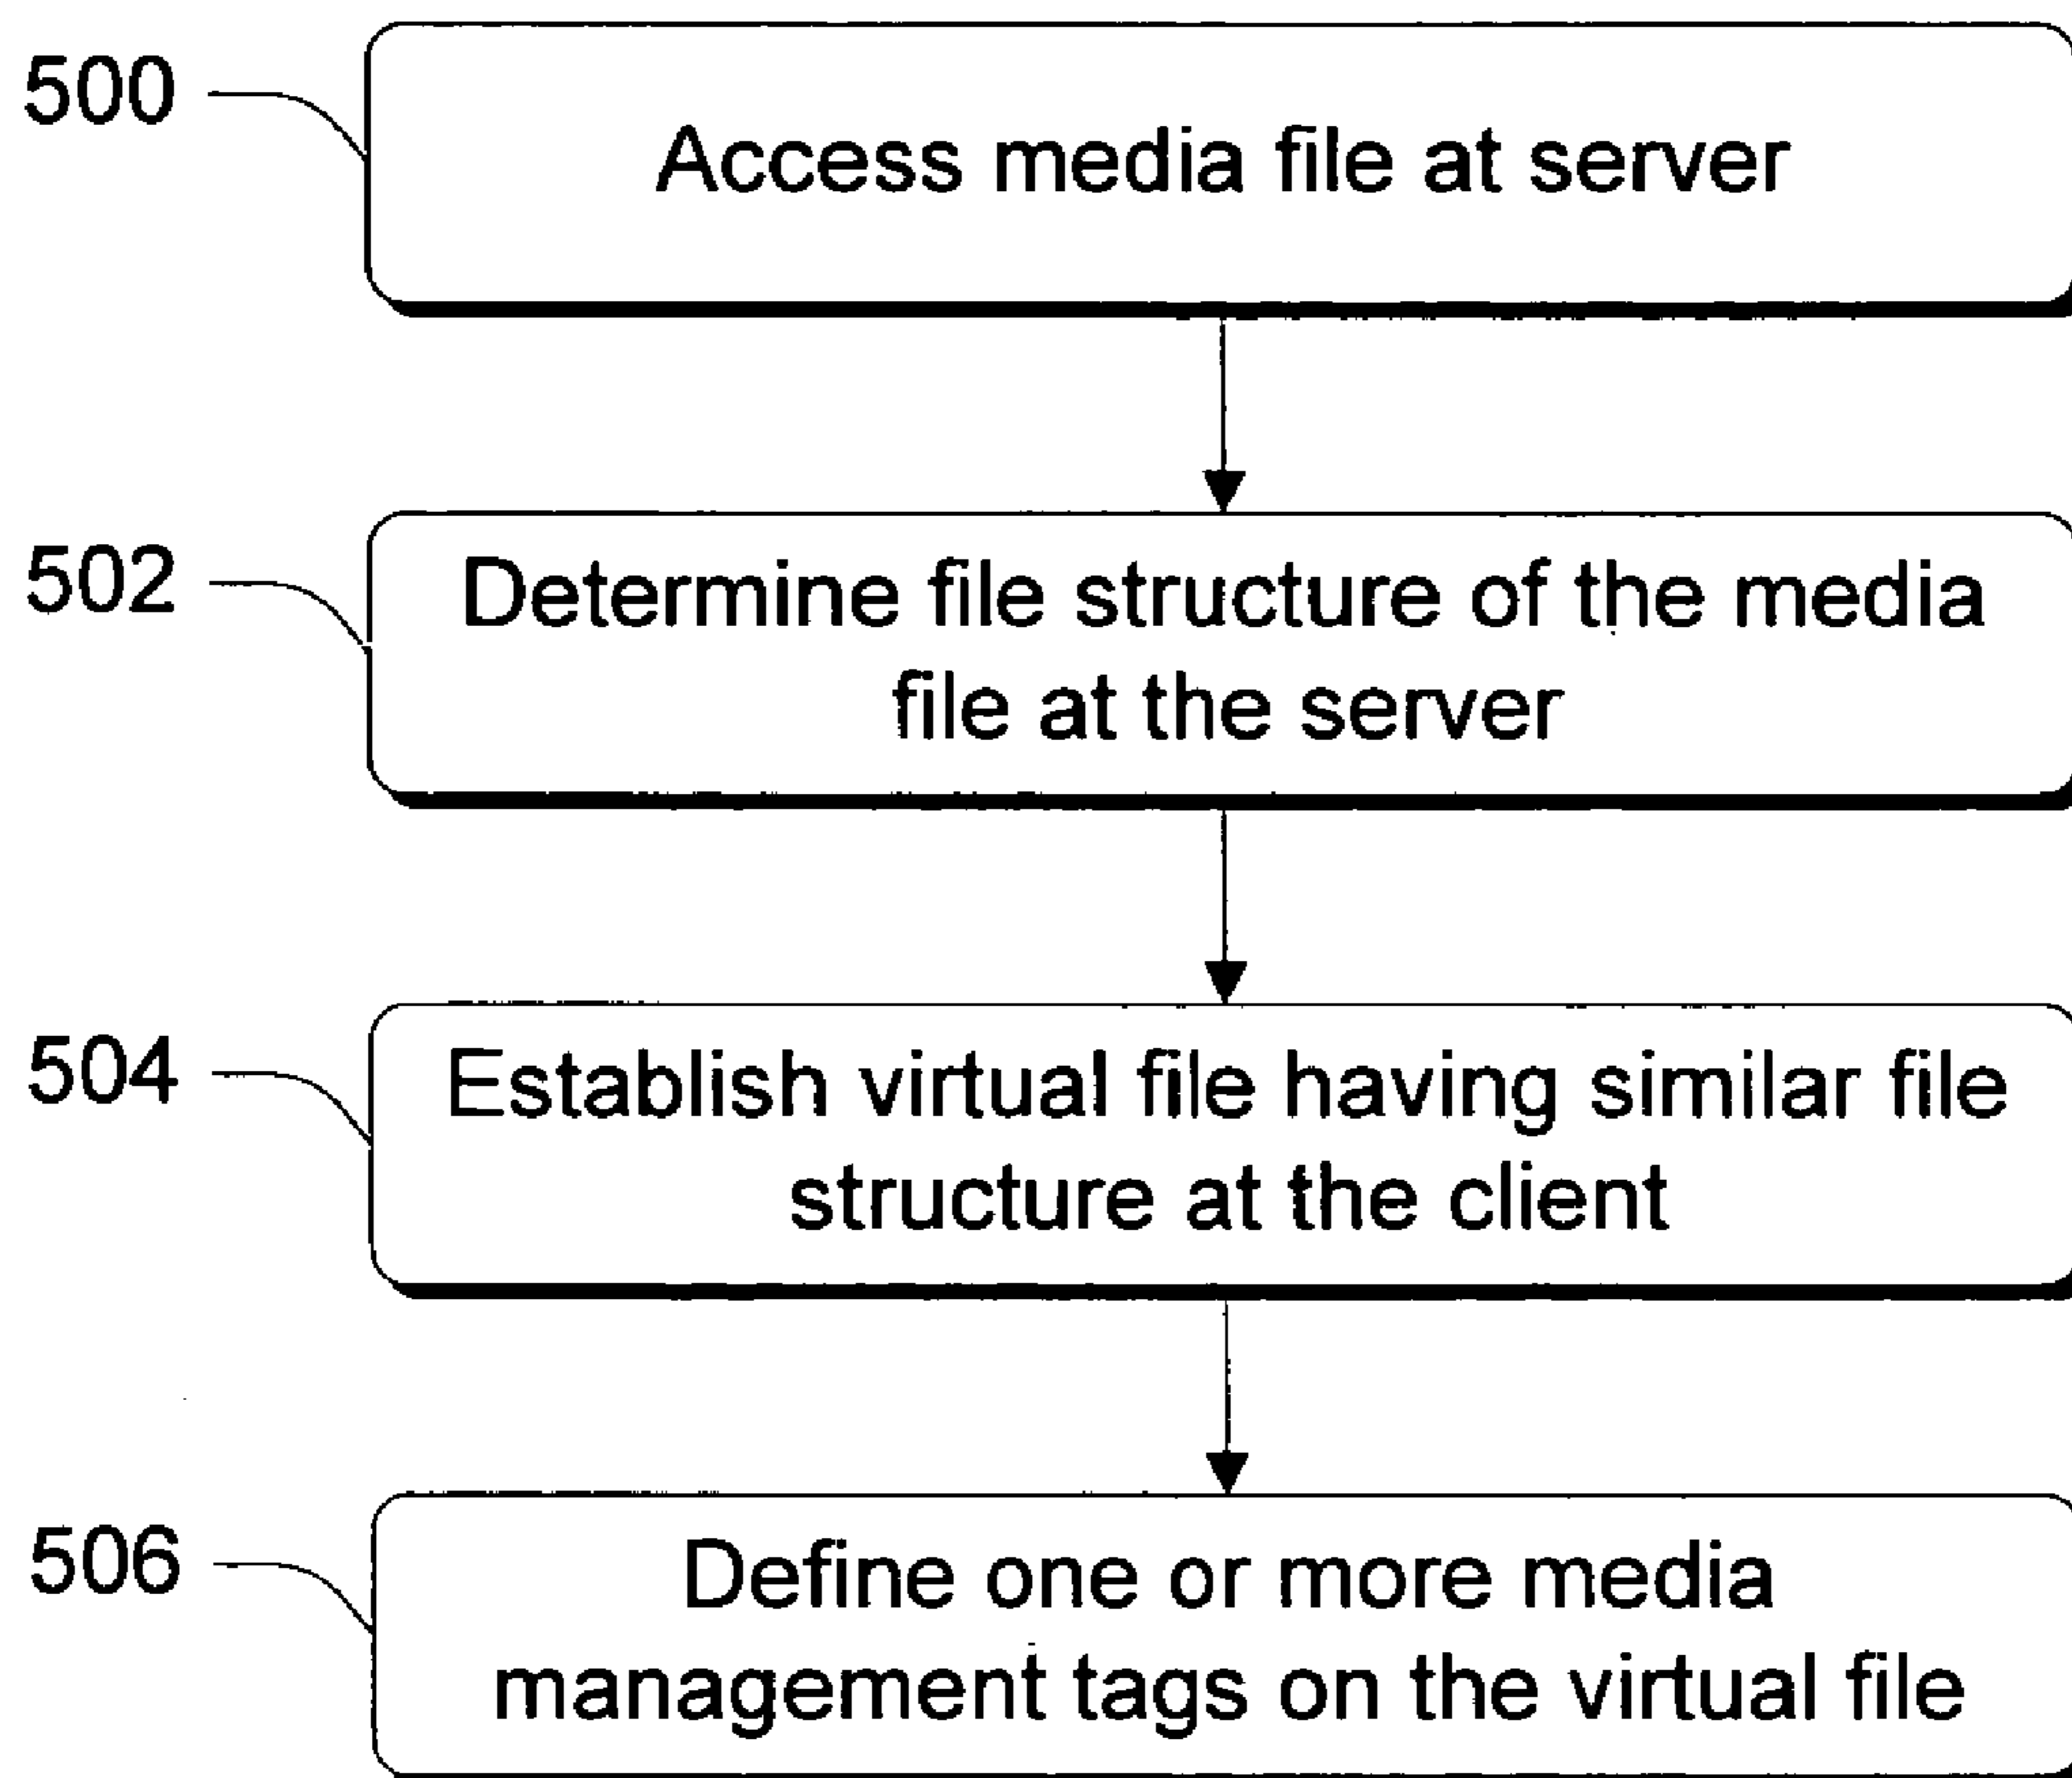 500
Access media file at server
502
Determine file structure of the media
file at the server
504
Establish virtual file having similar file
structure at the client
506
Define one or more media
management tags on the virtual file